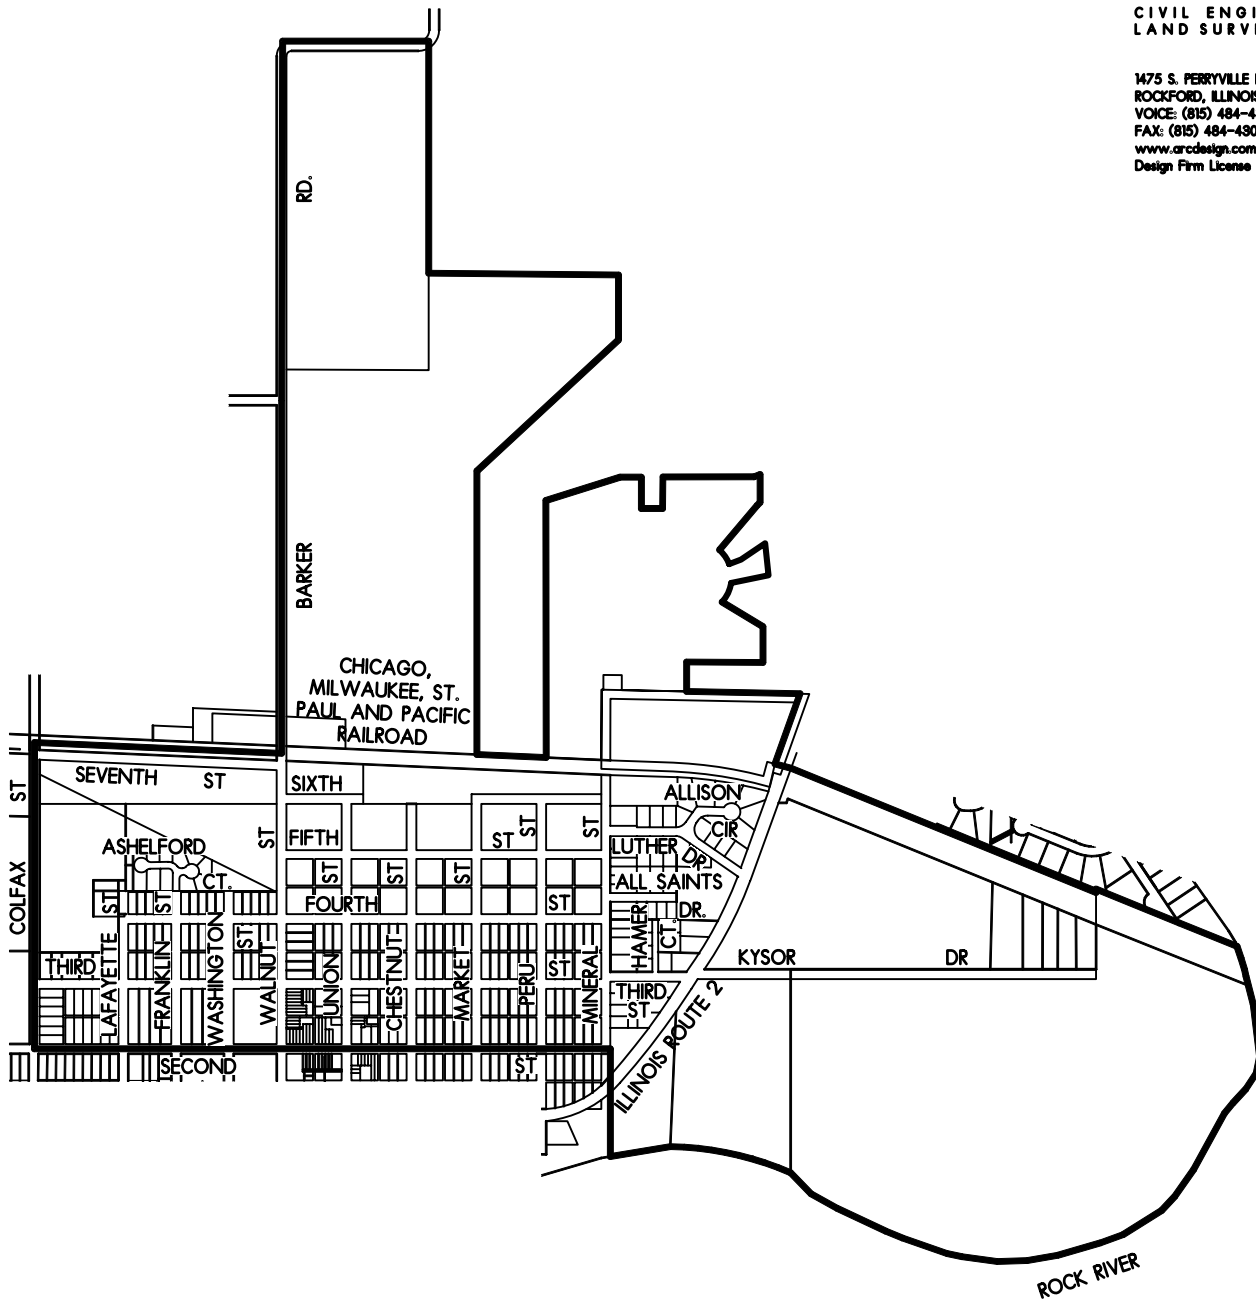 CIVIL ENGI
LAND SURV
1475 S. PERRYVILLE
ROCKFORD, ILLINOIS
VOICE: (815) 484-4
FAX: (815) 484-430
www.arcdesign.com
Design Firm License
RD.
BARKER
CHICAGO,
MILWAUKEE, ST.
PAUL AND PACIFIC
RAILROAD
SEVENTH ST
SIXTH
ST
COLFAX
ALLISON
CIR
ST
FIFTH
ST
ST
ST
ASHELFORD
CT.
LUTHER DR.
ALL SAINTS
DR.
ST
ST
ST
FOURTH
ST
ST
ST
ST
HAMER
CT.
THIRD
LAFAYETTE
FRANKLIN
WASHINGTON
ST.
WALNUT
UNION
CHESTNUT
MARKET
PERU
ST
MINERAL
KYSOR DR
THIRD
ST
ILLINOIS ROUTE 2
SECOND
ST
ROCK RIVER